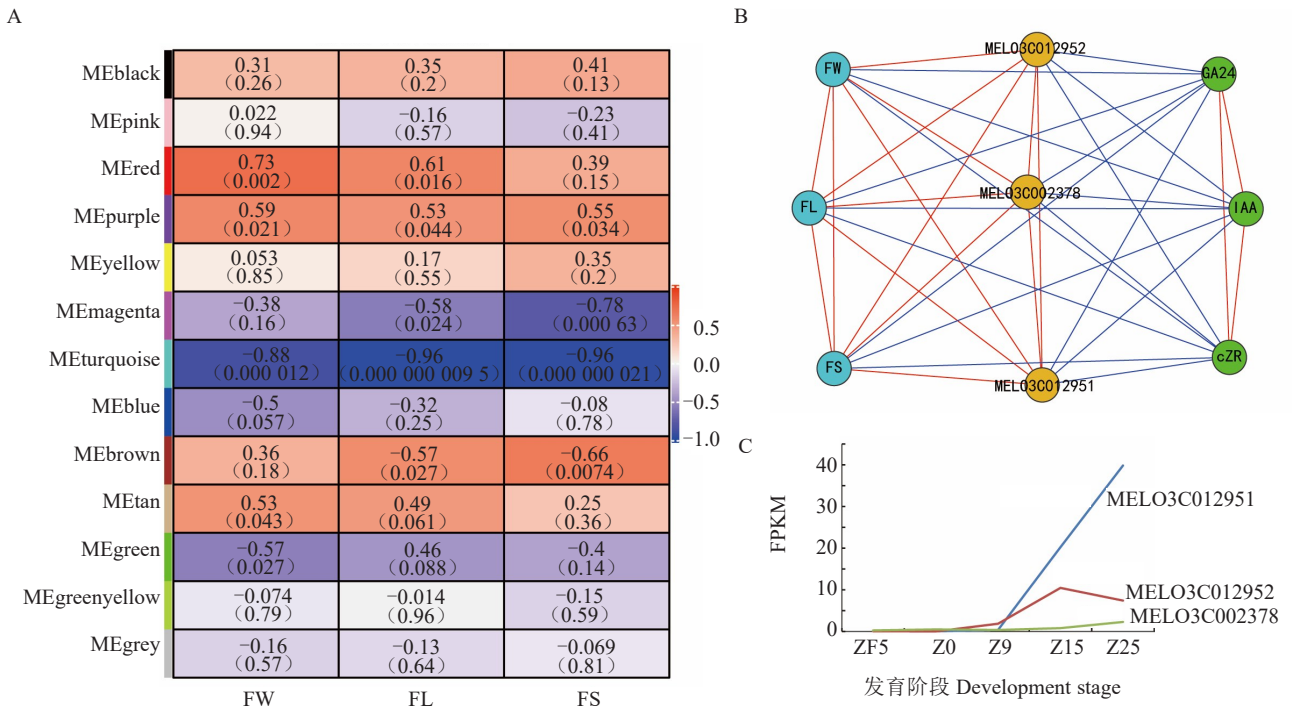 A
MEblack 0.31 0.35 0.41
(0.26) (0.2) (0.13)
MEpink 0.022 −0.16 −0.23
(0.94) (0.57) (0.41)
MEred 0.73 0.61 0.39
(0.002) (0.016) (0.15)
MEpurple 0.59 0.53 0.55
(0.021) (0.044) (0.034)
MEyellow 0.053 0.17 0.35
(0.85) (0.55) (0.2)
MEmagenta −0.38 −0.58 −0.78
(0.16) (0.024) (0.000 63)
MEturquoise −0.88 −0.96 −0.96
(0.000 012) (0.000 000 009 5) (0.000 000 021)
MEblue −0.5 −0.32 −0.08
(0.057) (0.25) (0.78)
MEbrown 0.36 −0.57 −0.66
(0.18) (0.027) (0.0074)
MEtan 0.53 0.49 0.25
(0.043) (0.061) (0.36)
MEgreen −0.57 0.46 −0.4
(0.027) (0.088) (0.14)
MEgreenyellow −0.074 −0.014 −0.15
(0.79) (0.96) (0.59)
MEgrey −0.16 −0.13 −0.069
(0.57) (0.64) (0.81)
FW FL FS
0.5
0.0
−0.5
−1.0
B
MELO3C012952
FW
GA24
MELO3C002378
FL
IAA
FS
cZR
MELO3C012951
C
FPKM
40
30
20
10
0
MELO3C012951
MELO3C012952
MELO3C002378
ZF5 Z0 Z9 Z15 Z25
发育阶段 Development stage